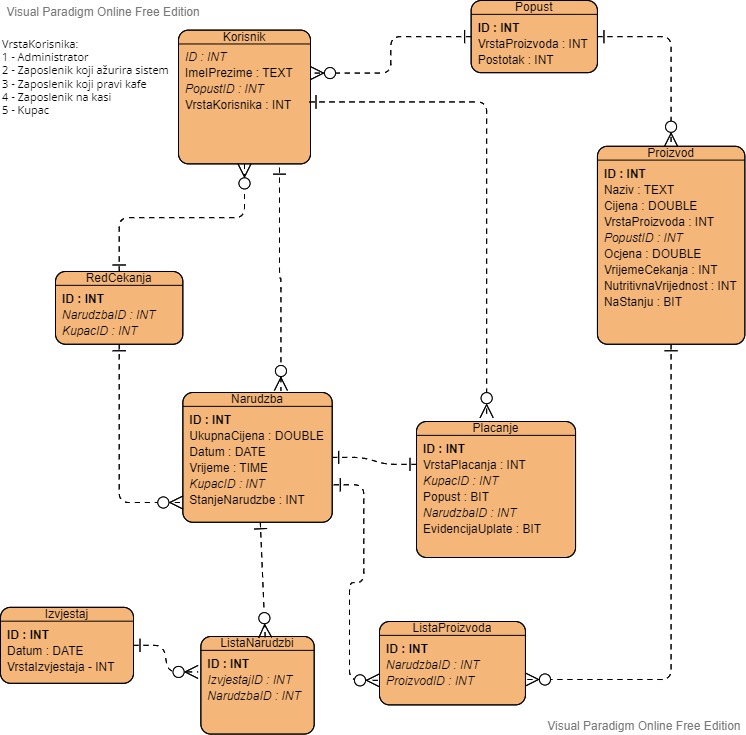 Visual Paradigm Online Free Edition
VrstaKorisnika:
1 - Administrator
2 - Zaposlenik koji ažurira sistem
3 - Zaposlenik koji pravi kafe
4 - Zaposlenik na kasi
5 - Kupac
Korisnik
ID : INT
ImeIPrezime : TEXT
PopustID : INT
VrstaKorisnika : INT
Popust
ID : INT
VrstaProizvoda : INT
Postotak : INT
Proizvod
ID : INT
Naziv : TEXT
Cijena : DOUBLE
VrstaProizvoda : INT
PopustID : INT
Ocjena : DOUBLE
VrijemeCekanja : INT
NutritivnaVrijednost : INT
NaStanju : BIT
RedCekanja
ID : INT
NarudzbaID : INT
KupacID : INT
Narudzba
ID : INT
UkupnaCijena : DOUBLE
Datum : DATE
Vrijeme : TIME
KupacID : INT
StanjeNarudzbe : INT
Placanje
ID : INT
VrstaPlacanja : INT
KupacID : INT
Popust : BIT
NarudzbaID : INT
EvidencijaUplate : BIT
Izvjestaj
ID : INT
Datum : DATE
VrstaIzvjestaja - INT
ListaNarudzbi
ID : INT
IzvjestajID : INT
NarudzbaID : INT
ListaProizvoda
ID : INT
NarudzbaID : INT
ProizvodID : INT
Visual Paradigm Online Free Edition